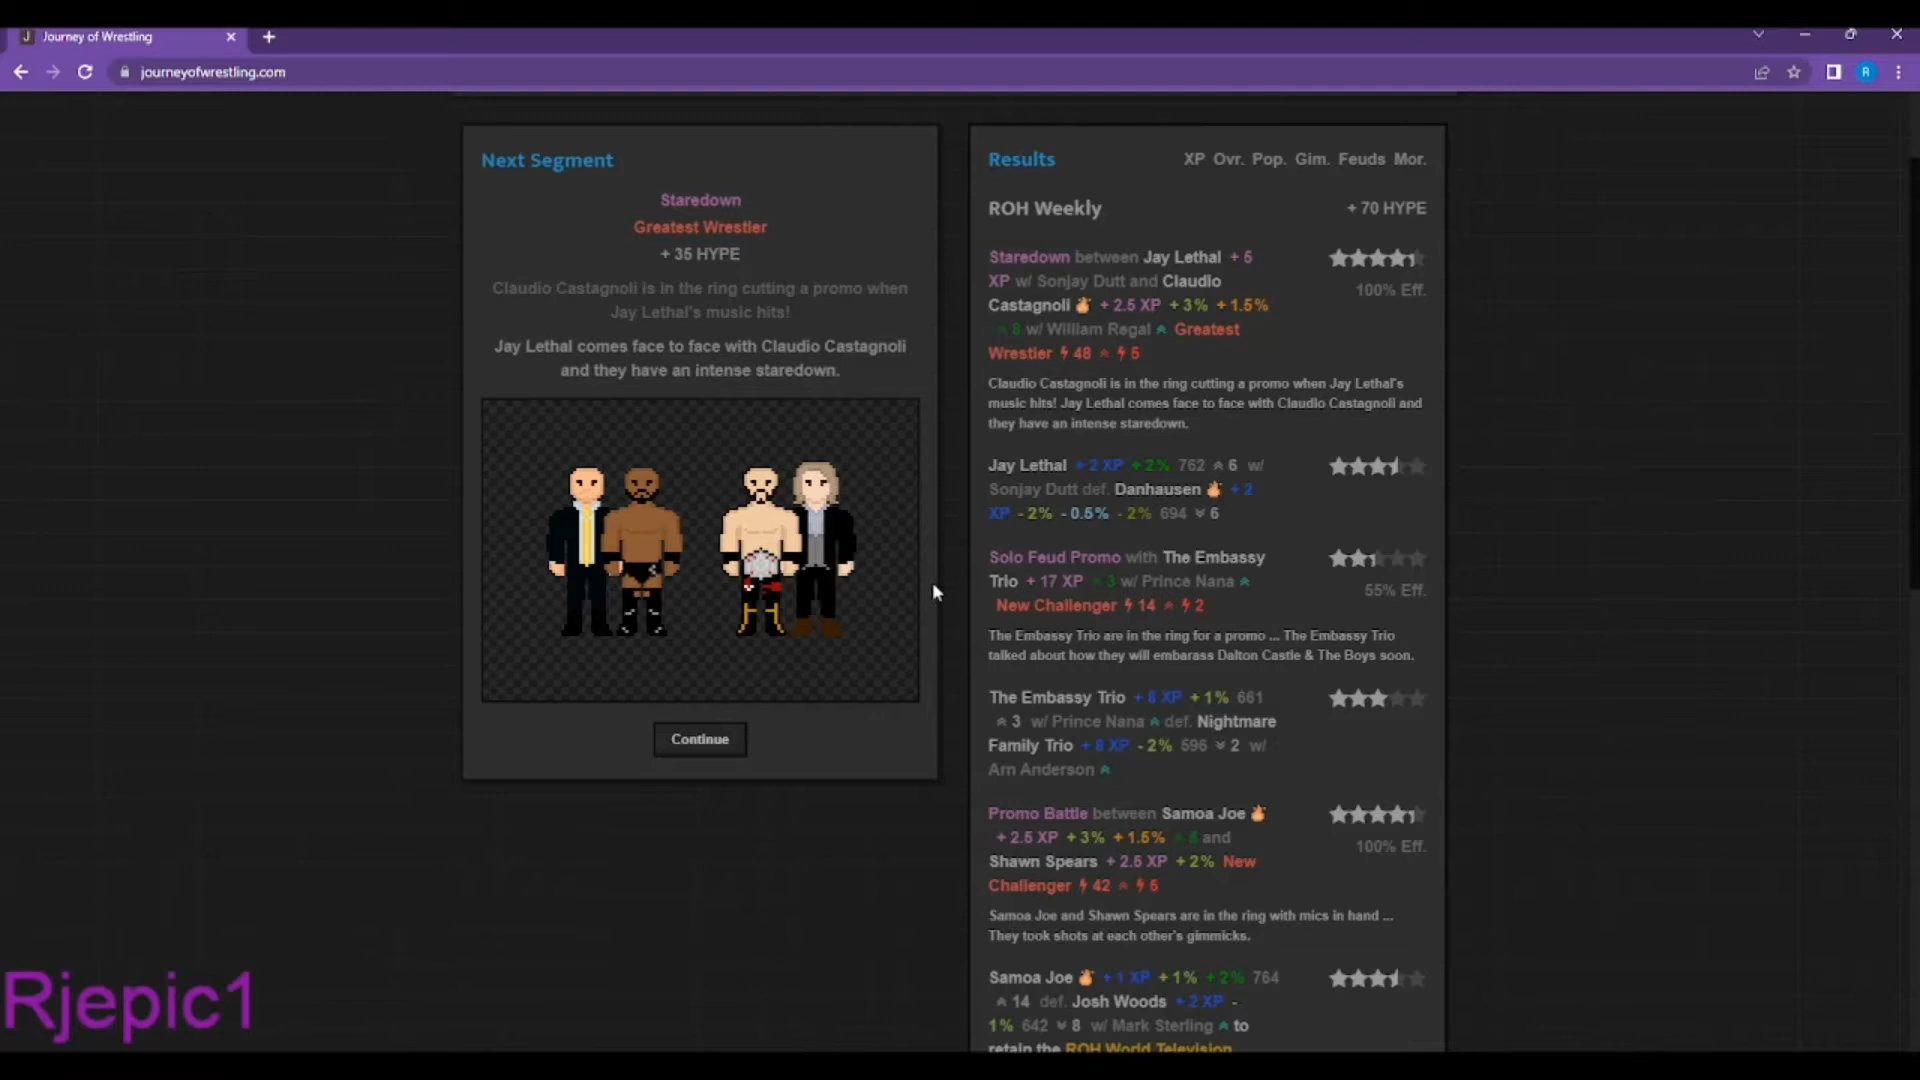 Journey of Wrestling
journeyofwrestling.com
R
Next Segment
Staredown
Greatest Wrestler
+ 35 HYPE
Claudio Castagnoli is in the ring cutting a promo when
Jay Lethal's music hits!
Jay Lethal comes face to face with Claudio Castagnoli
and they have an intense staredown.
Continue
Results XP Ovr. Pop. Gim. Feuds Mor.
ROH Weekly + 70 HYPE
Staredown between Jay Lethal + 5
XP w/ Sonjay Dutt and Claudio
100% Eff.
Castagnoli + 2.5 XP + 3% + 1.5%
8 w/ William Regal Greatest
Wrestler 48 5
Claudio Castagnoli is in the ring cutting a promo when Jay Lethal's
music hits! Jay Lethal comes face to face with Claudio Castagnoli and
they have an intense staredown.
Jay Lethal + 2 XP + 2% 762 6 w/
Sonjay Dutt def. Danhausen + 2
XP - 2% - 0.5% - 2% 694 6
Solo Feud Promo with The Embassy
Trio + 17 XP 3 w/ Prince Nana
55% Eff.
New Challenger 14 2
The Embassy Trio are in the ring for a promo ... The Embassy Trio
talked about how they will embarass Dalton Castle & The Boys soon.
The Embassy Trio + 8 XP + 1% 661
3 w/ Prince Nana def. Nightmare
Family Trio + 8 XP - 2% 596 2 w/
Arn Anderson
Promo Battle between Samoa Joe
+ 2.5 XP + 3% + 1.5% and
100% Eff.
Shawn Spears + 2.5 XP + 2% New
Challenger 42 5
Samoa Joe and Shawn Spears are in the ring with mics in hand ...
They took shots at each other's gimmicks.
Samoa Joe + 1 XP + 1% + 2% 764
14 def. Josh Woods + 2 XP -
1% 642 8 w/ Mark Sterling to
retain the ROH World Television
Rjepic1